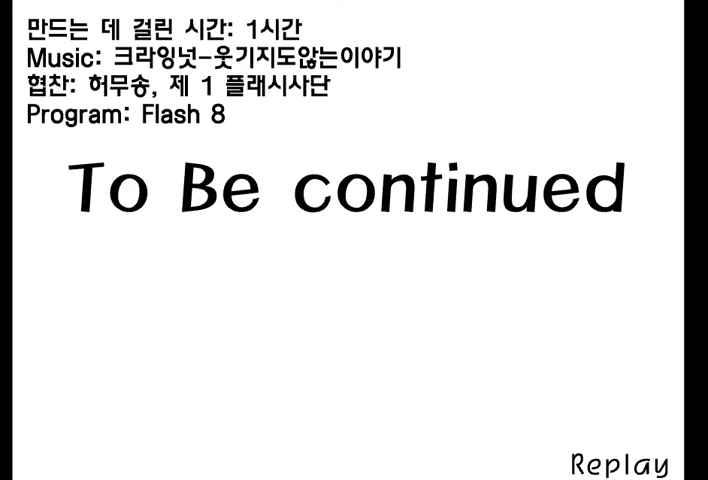 만드는 데 걸린 시간: 1시간
Music: 크라잉넛-웃기지도않는이야기
협찬: 허무송, 제 1 플래시사단
Program: Flash 8
To Be continued
Replay